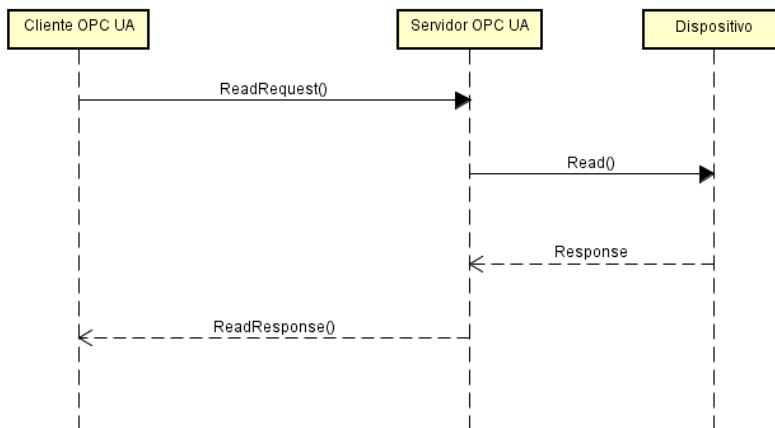 Cliente OPC UA
Servidor OPC UA
Dispositivo
ReadRequest()
Read()
Response
ReadResponse()